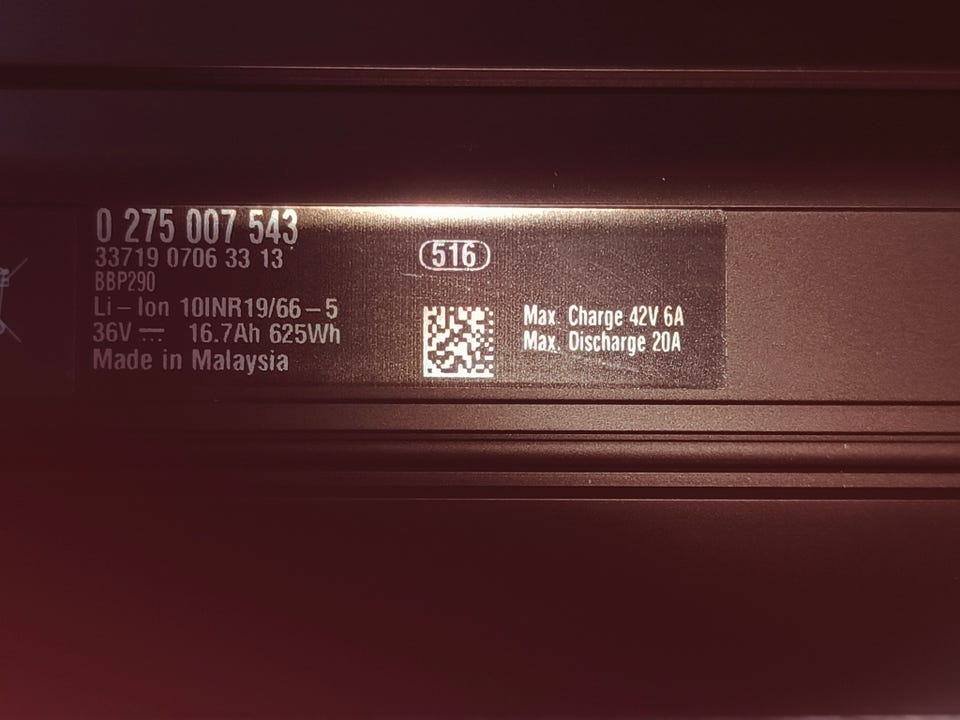 0 275 007 543
33719 0706 33 13
BBP290
Li – Ion 10INR19/66 – 5
36V ⎓ 16.7Ah 625Wh
Made in Malaysia
516
Max. Charge 42V 6A
Max. Discharge 20A